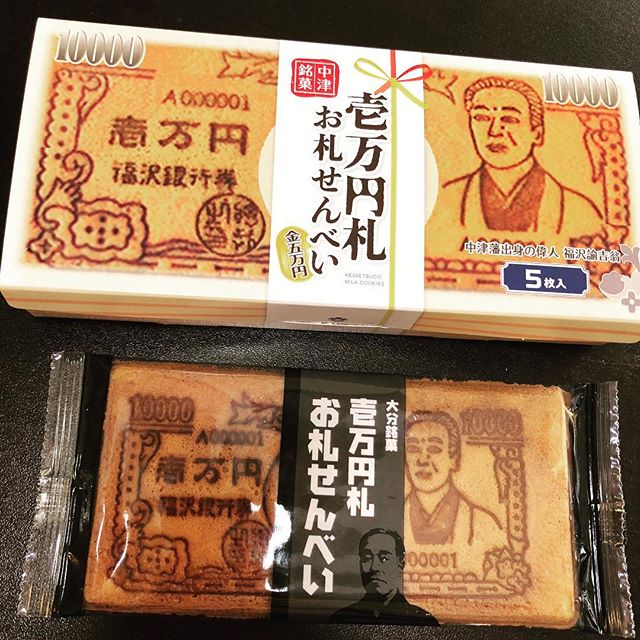 10000
A000001
壱万円
福沢銀行券
中津
銘菓
壱万円札
お札せんべい
金五万円
KEIGETSUDO
MILK-COOKIES
10000
中津藩出身の偉人 福沢諭吉翁
5枚入
10000
A000001
壱万円
福沢銀行券
大分銘菓
壱万円札
お札せんべい
10000
000001